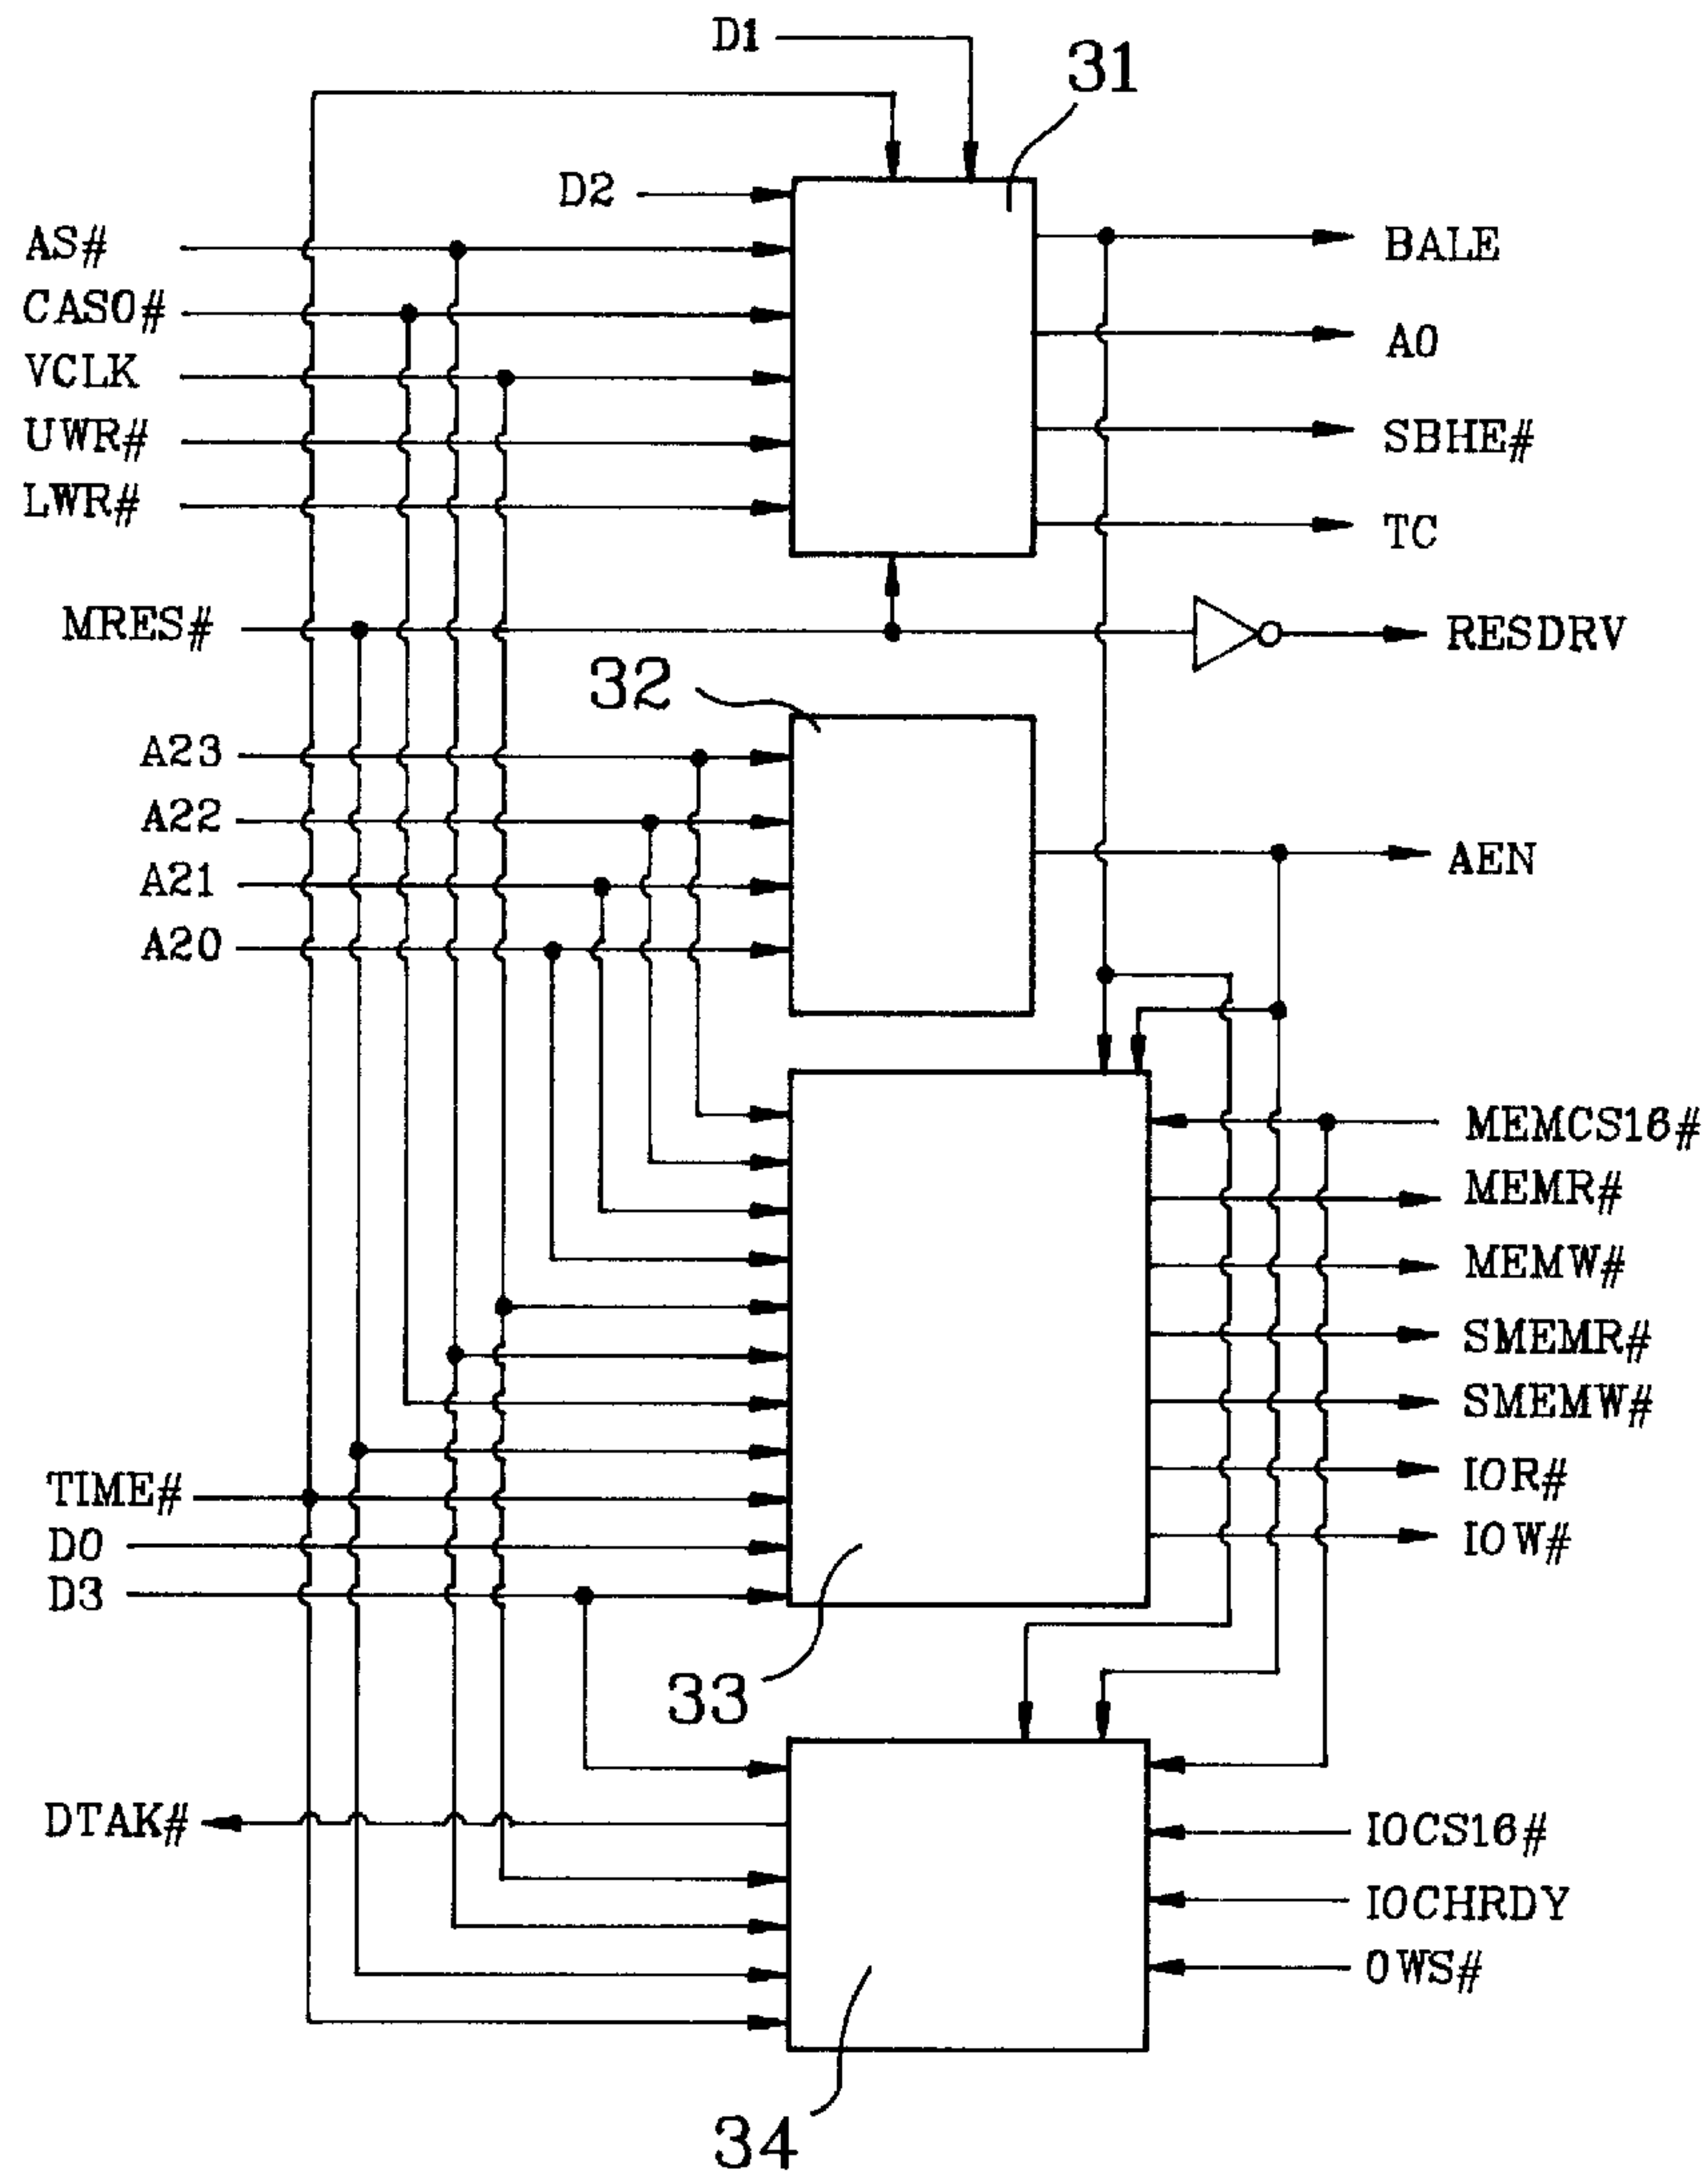 D1
31
D2
AS#
BALE
CAS0#
A0
VCLK
UWR#
SBHE#
LWR#
TC
MRES#
RESDRV
32
A23
A22
AEN
A21
A20
MEMCS16#
MEMR#
MEMW#
SMEMR#
SMEMW#
IOR#
TIME#
IOW#
D0
D3
33
DTAK#
IOCS16#
IOCHRDY
0WS#
34